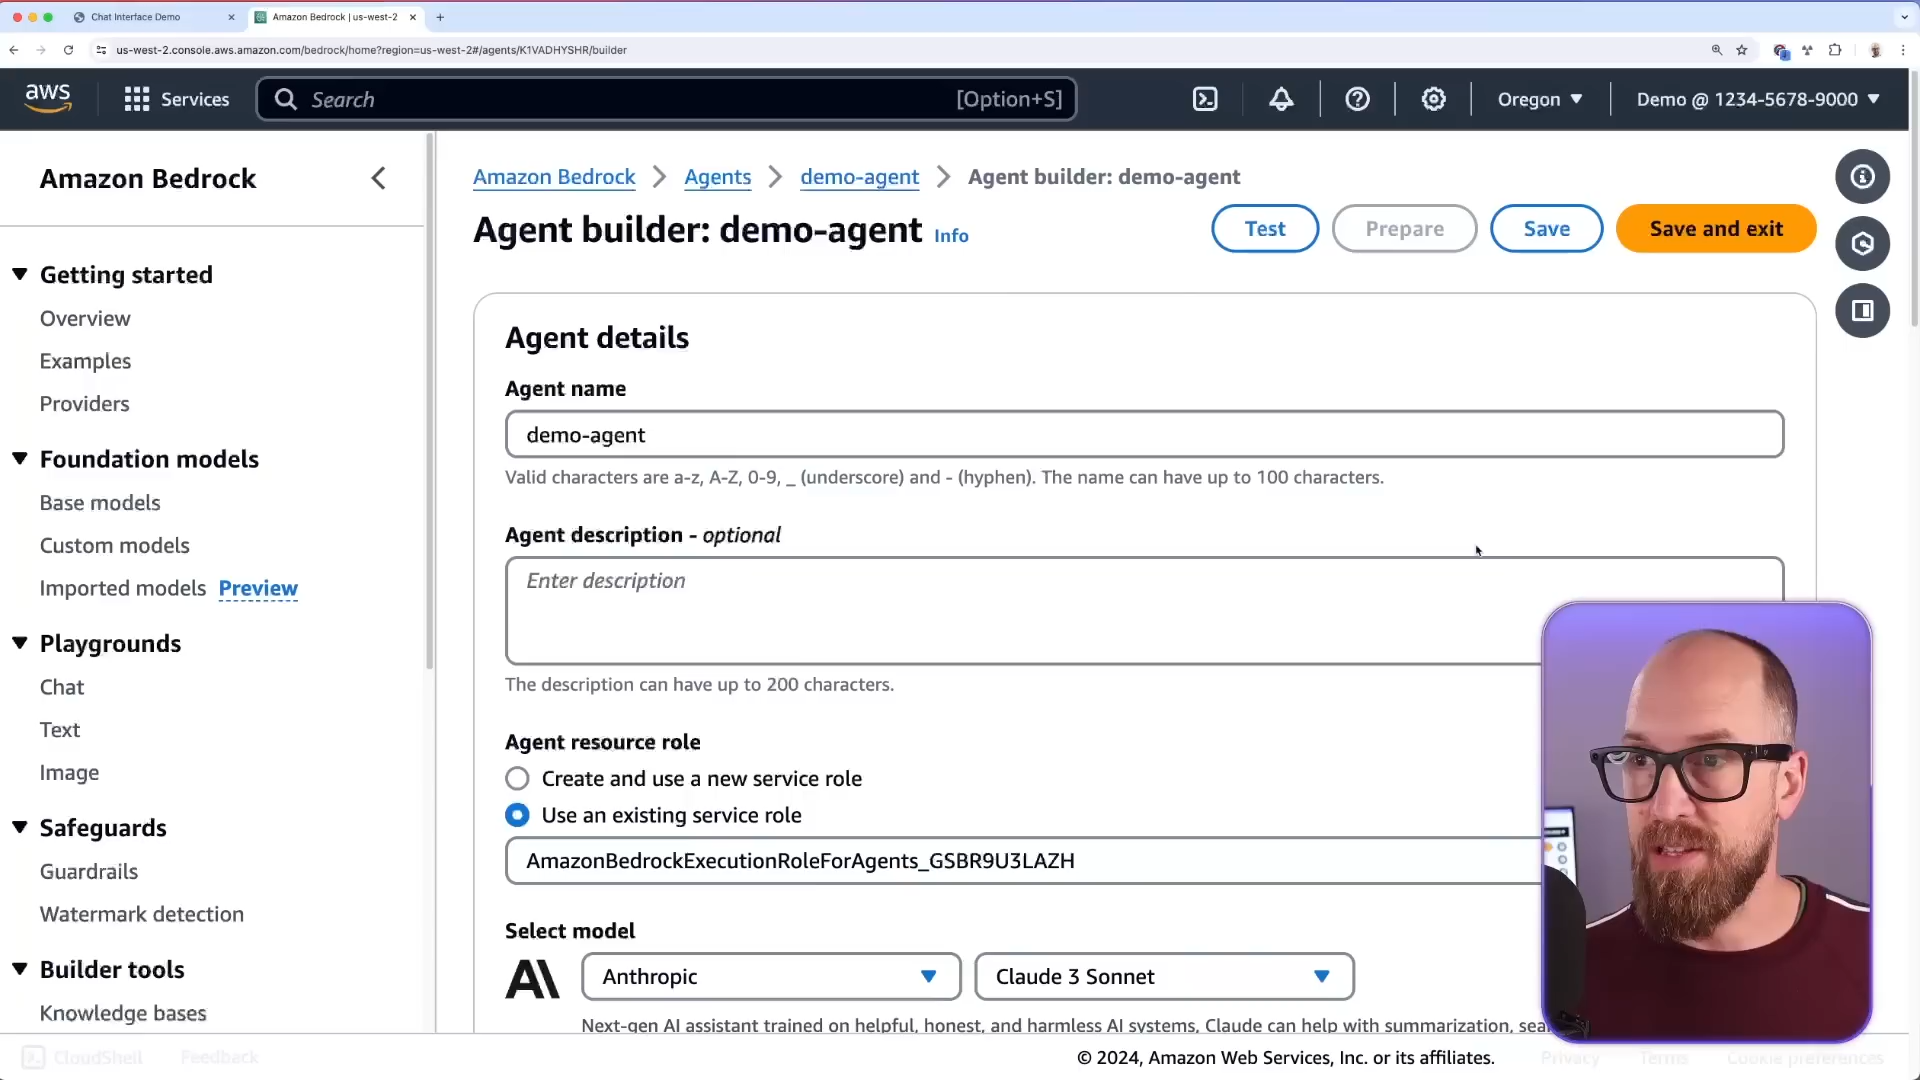 Chat Interface Demo
Amazon Bedrock | us-west-2
us-west-2.console.aws.amazon.com/bedrock/home?region=us-west-2#/agents/K1VADHYSHR/builder
aws
Services
Search
[Option+S]
Oregon
Demo @ 1234-5678-9000
Amazon Bedrock
Getting started
Overview
Examples
Providers
Foundation models
Base models
Custom models
Imported models Preview
Playgrounds
Chat
Text
Image
Safeguards
Guardrails
Watermark detection
Builder tools
Knowledge bases
Amazon Bedrock > Agents > demo-agent > Agent builder: demo-agent
Agent builder: demo-agent Info
Test
Prepare
Save
Save and exit
Agent details
Agent name
demo-agent
Valid characters are a-z, A-Z, 0-9, _ (underscore) and - (hyphen). The name can have up to 100 characters.
Agent description - optional
Enter description
The description can have up to 200 characters.
Agent resource role
Create and use a new service role
Use an existing service role
AmazonBedrockExecutionRoleForAgents_GSBR9U3LAZH
Select model
Anthropic
Claude 3 Sonnet
Next-gen AI assistant trained on helpful, honest, and harmless AI systems, Claude can help with summarization,
CloudShell
Feedback
© 2024, Amazon Web Services, Inc. or its affiliates.
Privacy
Terms
Cookie preferences